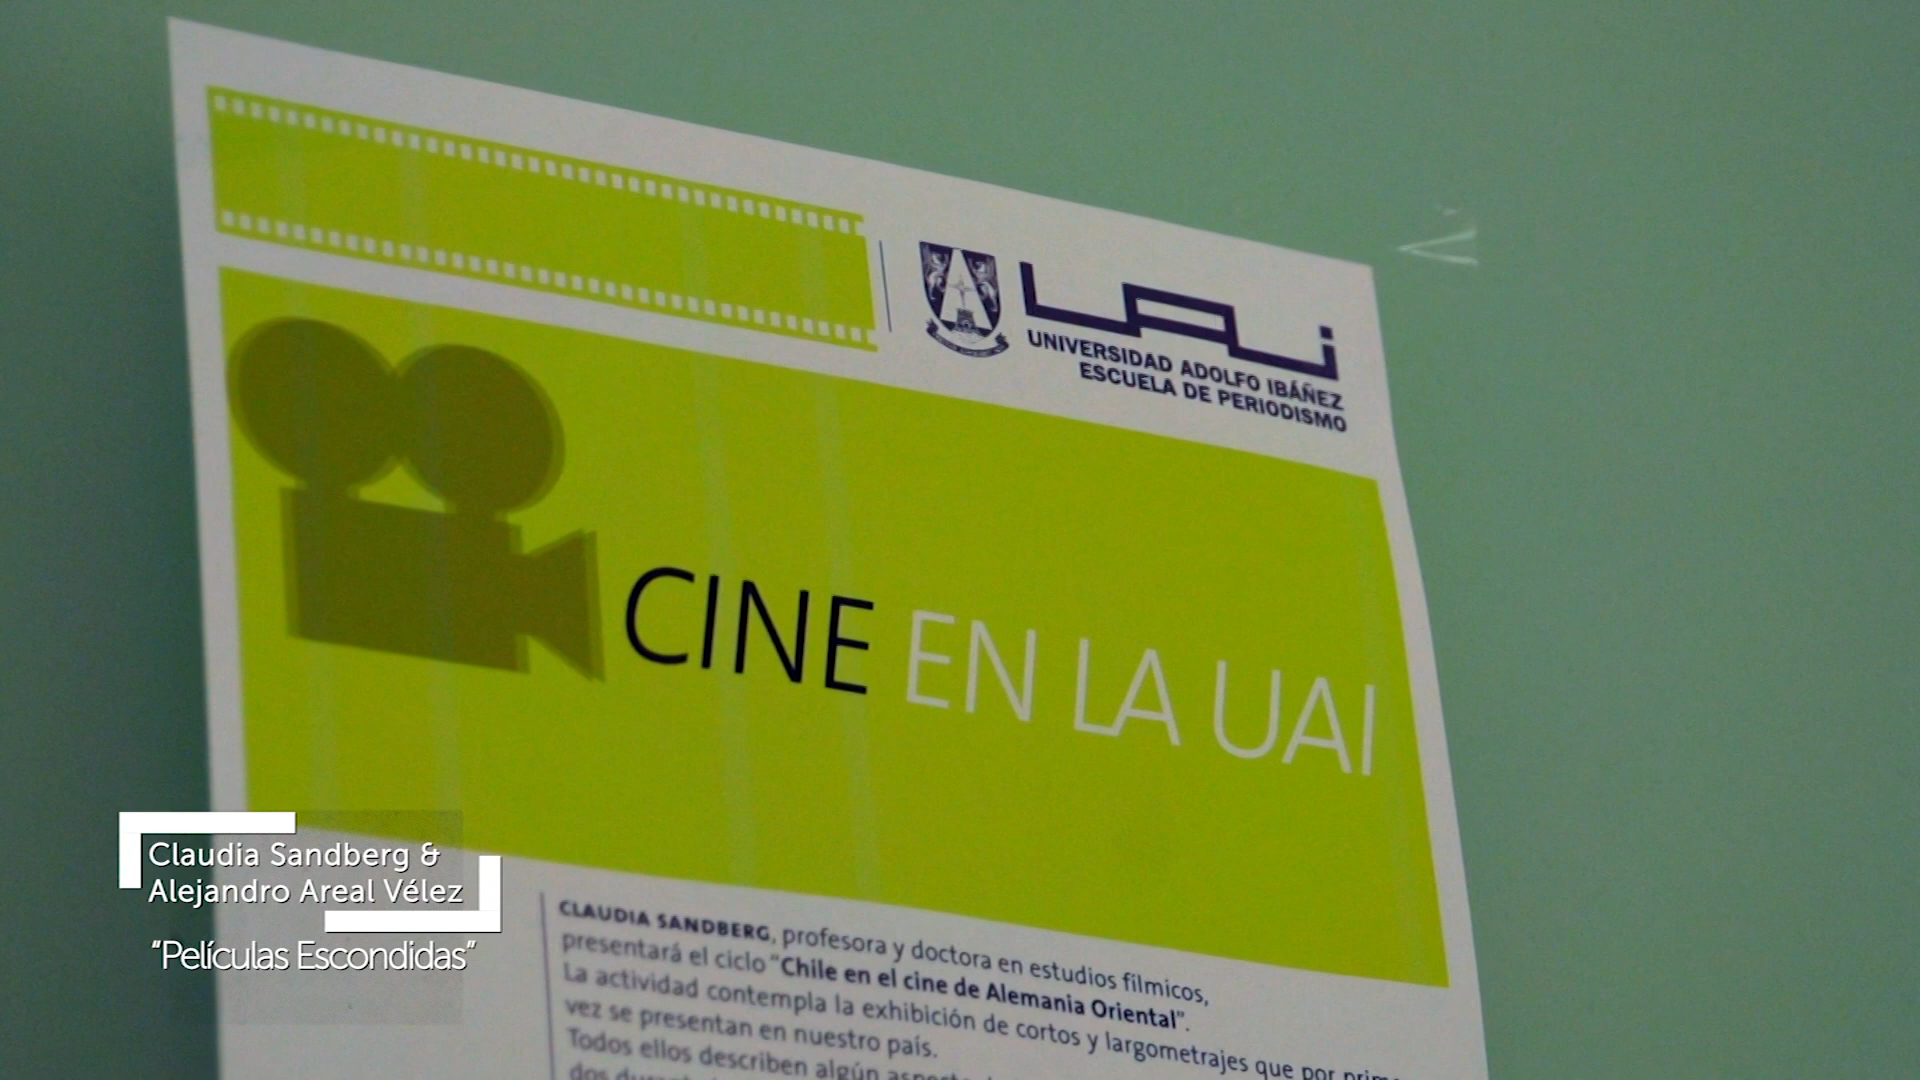 UAi
UNIVERSIDAD ADOLFO IBÁÑEZ
ESCUELA DE PERIODISMO
CINE EN LA UAI
CLAUDIA SANDBERG, profesora y doctora en estudios fílmicos,
presentará el ciclo "Chile en el cine de Alemania Oriental".
La actividad contempla la exhibición de cortos y largometrajes que por
vez se presentan en nuestro país.
Todos ellos describen algún
Claudia Sandberg &
Alejandro Areal Vélez
"Películas Escondidas"